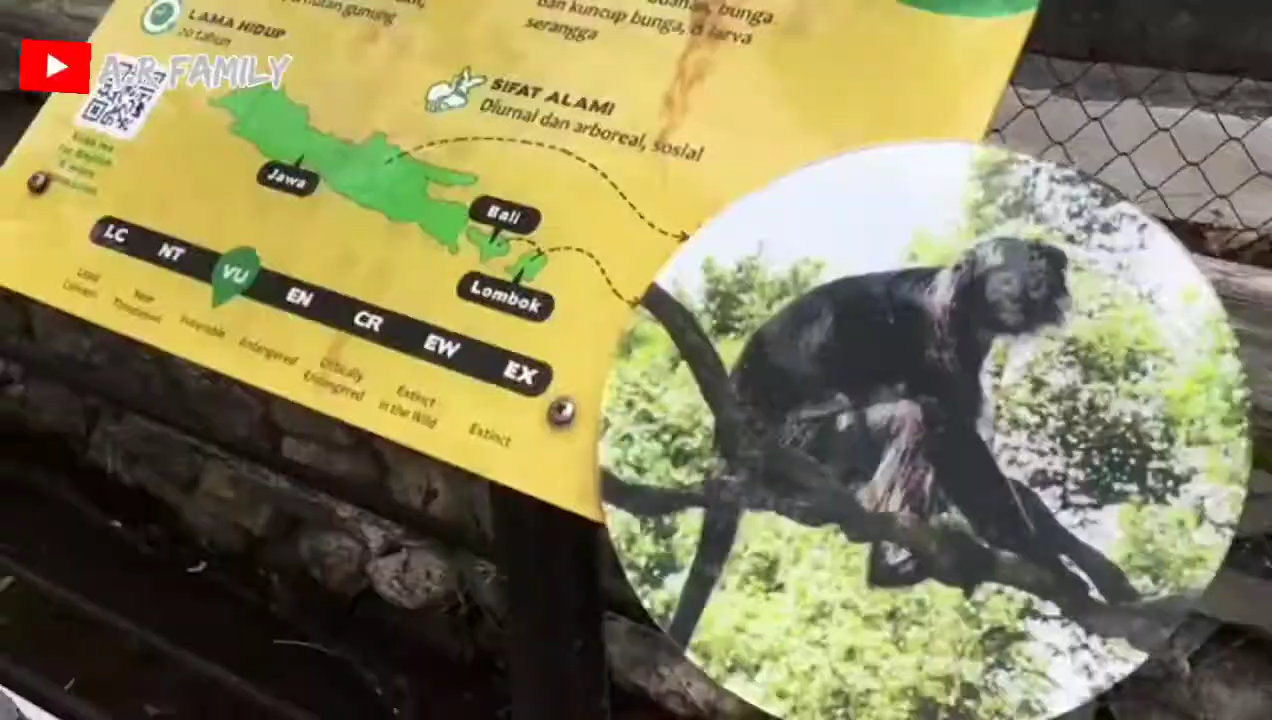 hutan gunung
LAMA HIDUP
20 tahun
bunga
dan kuncup bunga, & larva
serangga
A.R FAMILY
SIFAT ALAMI
Diurnal dan arboreal, sosial
Jawa
Bali
Lombok
LC
NT
VU
EN
CR
EW
EX
Least
Concern
Near
Threatened
Vulnerable
Endangered
Critically
Endangered
Extinct
in the Wild
Extinct